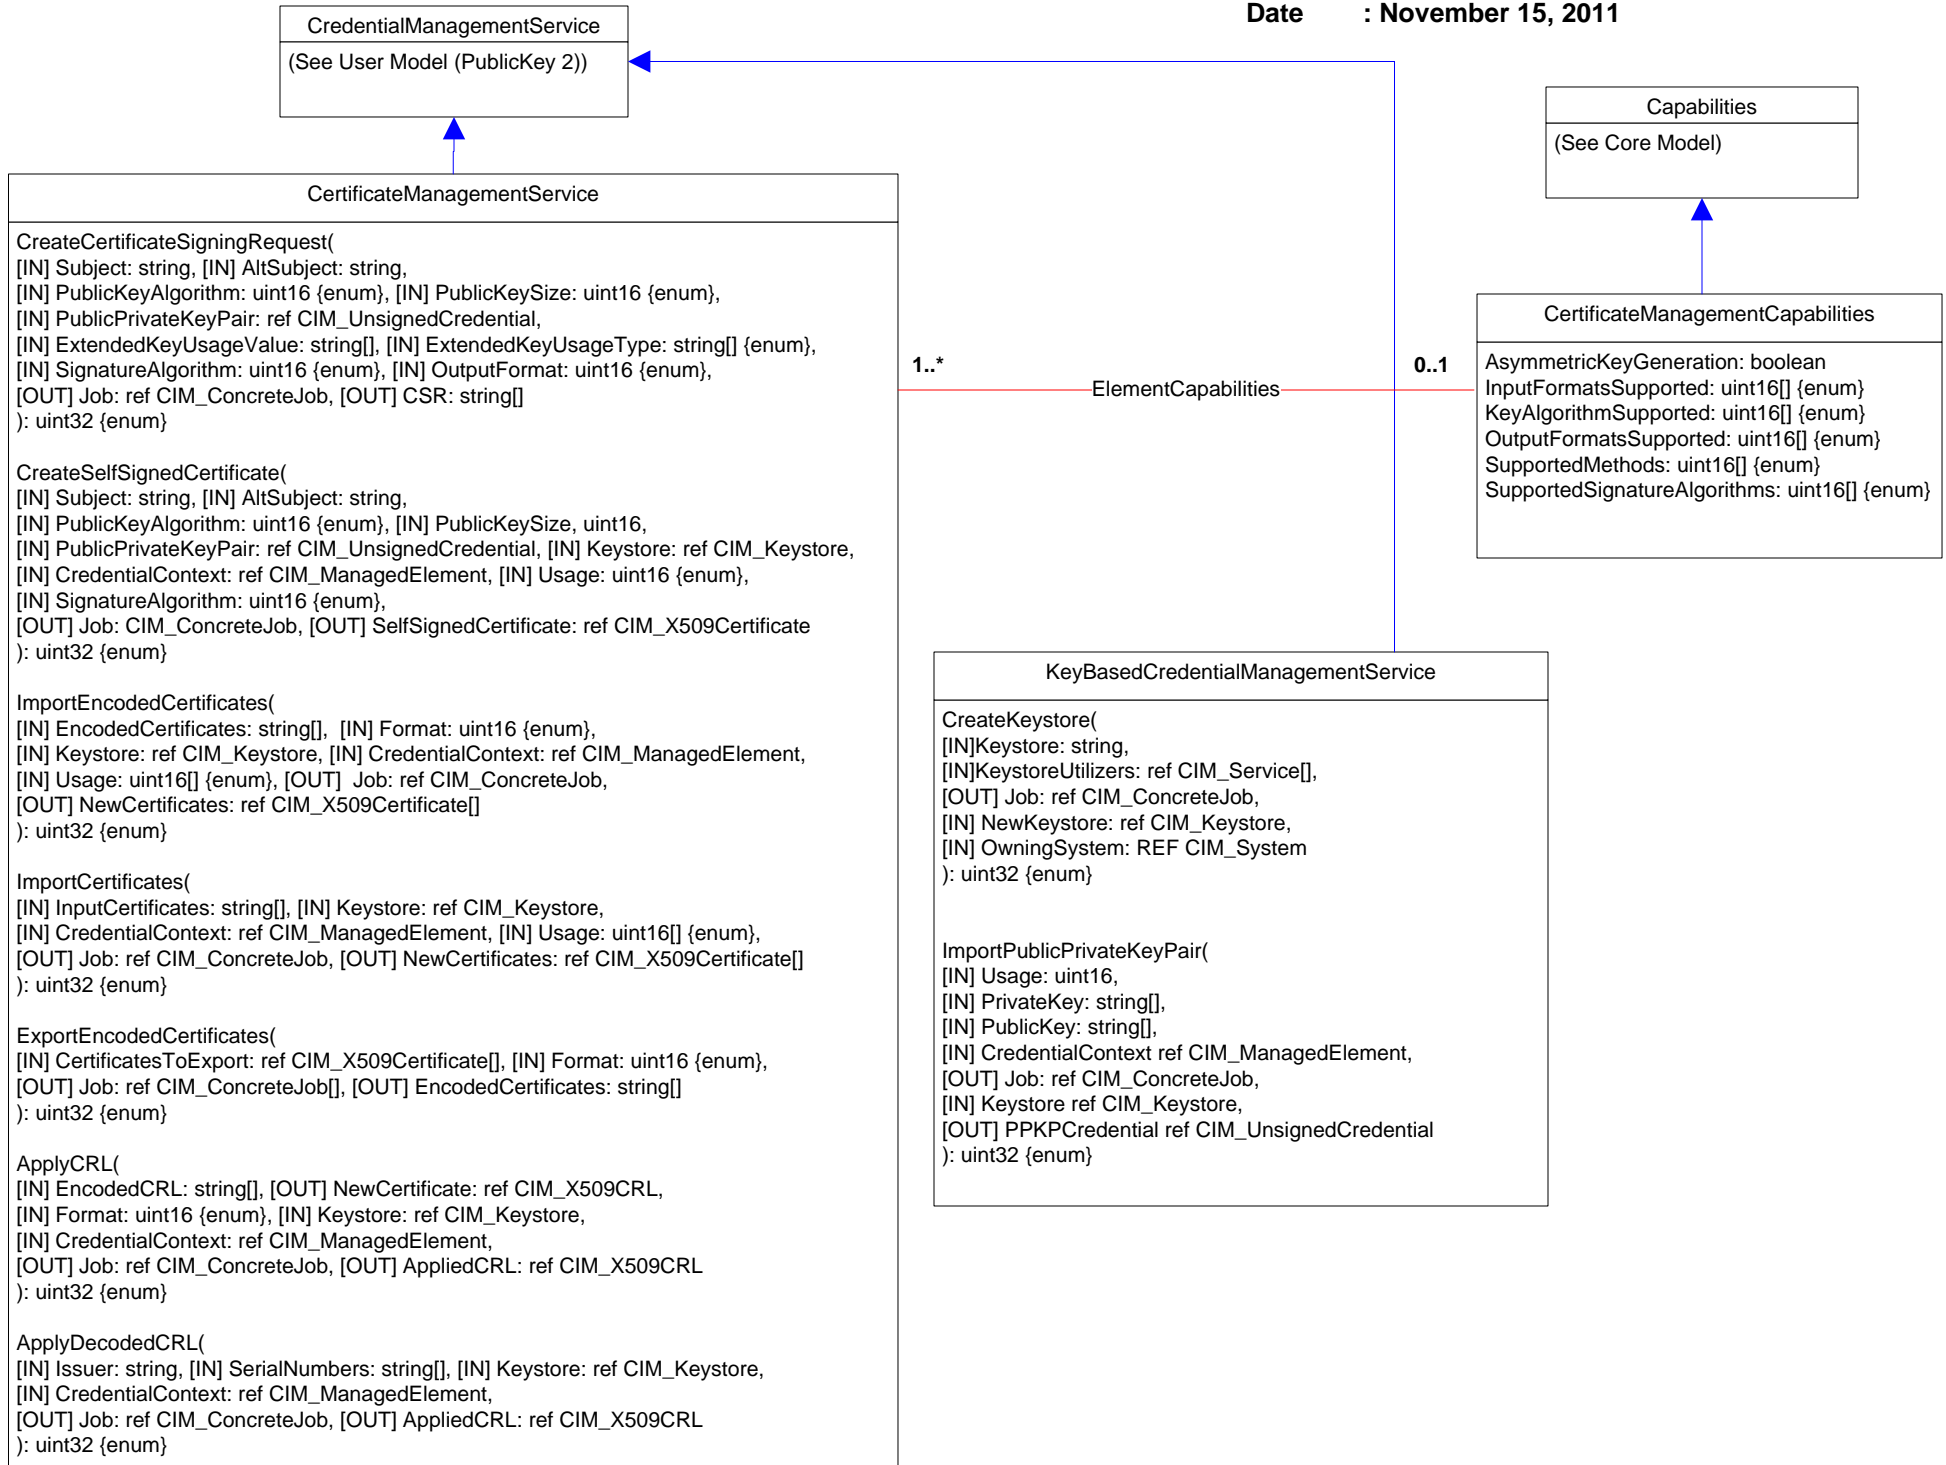 Date : November 15, 2011
CredentialManagementService
(See User Model (PublicKey 2))
Capabilities
(See Core Model)
CertificateManagementService
CreateCertificateSigningRequest(
[IN] Subject: string, [IN] AltSubject: string,
[IN] PublicKeyAlgorithm: uint16 {enum}, [IN] PublicKeySize: uint16 {enum},
[IN] PublicPrivateKeyPair: ref CIM_UnsignedCredential,
[IN] ExtendedKeyUsageValue: string[], [IN] ExtendedKeyUsageType: string[] {enum},
[IN] SignatureAlgorithm: uint16 {enum}, [IN] OutputFormat: uint16 {enum},
[OUT] Job: ref CIM_ConcreteJob, [OUT] CSR: string[]
): uint32 {enum}
CreateSelfSignedCertificate(
[IN] Subject: string, [IN] AltSubject: string,
[IN] PublicKeyAlgorithm: uint16 {enum}, [IN] PublicKeySize, uint16,
[IN] PublicPrivateKeyPair: ref CIM_UnsignedCredential, [IN] Keystore: ref CIM_Keystore,
[IN] CredentialContext: ref CIM_ManagedElement, [IN] Usage: uint16 {enum},
[IN] SignatureAlgorithm: uint16 {enum},
[OUT] Job: CIM_ConcreteJob, [OUT] SelfSignedCertificate: ref CIM_X509Certificate
): uint32 {enum}
ImportEncodedCertificates(
[IN] EncodedCertificates: string[], [IN] Format: uint16 {enum},
[IN] Keystore: ref CIM_Keystore, [IN] CredentialContext: ref CIM_ManagedElement,
[IN] Usage: uint16[] {enum}, [OUT] Job: ref CIM_ConcreteJob,
[OUT] NewCertificates: ref CIM_X509Certificate[]
): uint32 {enum}
ImportCertificates(
[IN] InputCertificates: string[], [IN] Keystore: ref CIM_Keystore,
[IN] CredentialContext: ref CIM_ManagedElement, [IN] Usage: uint16[] {enum},
[OUT] Job: ref CIM_ConcreteJob, [OUT] NewCertificates: ref CIM_X509Certificate[]
): uint32 {enum}
ExportEncodedCertificates(
[IN] CertificatesToExport: ref CIM_X509Certificate[], [IN] Format: uint16 {enum},
[OUT] Job: ref CIM_ConcreteJob[], [OUT] EncodedCertificates: string[]
): uint32 {enum}
ApplyCRL(
[IN] EncodedCRL: string[], [OUT] NewCertificate: ref CIM_X509CRL,
[IN] Format: uint16 {enum}, [IN] Keystore: ref CIM_Keystore,
[IN] CredentialContext: ref CIM_ManagedElement,
[OUT] Job: ref CIM_ConcreteJob, [OUT] AppliedCRL: ref CIM_X509CRL
): uint32 {enum}
ApplyDecodedCRL(
[IN] Issuer: string, [IN] SerialNumbers: string[], [IN] Keystore: ref CIM_Keystore,
[IN] CredentialContext: ref CIM_ManagedElement,
[OUT] Job: ref CIM_ConcreteJob, [OUT] AppliedCRL: ref CIM_X509CRL
): uint32 {enum}
1..*
ElementCapabilities
0..1
CertificateManagementCapabilities
AsymmetricKeyGeneration: boolean
InputFormatsSupported: uint16[] {enum}
KeyAlgorithmSupported: uint16[] {enum}
OutputFormatsSupported: uint16[] {enum}
SupportedMethods: uint16[] {enum}
SupportedSignatureAlgorithms: uint16[] {enum}
KeyBasedCredentialManagementService
CreateKeystore(
[IN]Keystore: string,
[IN]KeystoreUtilizers: ref CIM_Service[],
[OUT] Job: ref CIM_ConcreteJob,
[IN] NewKeystore: ref CIM_Keystore,
[IN] OwningSystem: REF CIM_System
): uint32 {enum}
ImportPublicPrivateKeyPair(
[IN] Usage: uint16,
[IN] PrivateKey: string[],
[IN] PublicKey: string[],
[IN] CredentialContext ref CIM_ManagedElement,
[OUT] Job: ref CIM_ConcreteJob,
[IN] Keystore ref CIM_Keystore,
[OUT] PPKPCredential ref CIM_UnsignedCredential
): uint32 {enum}